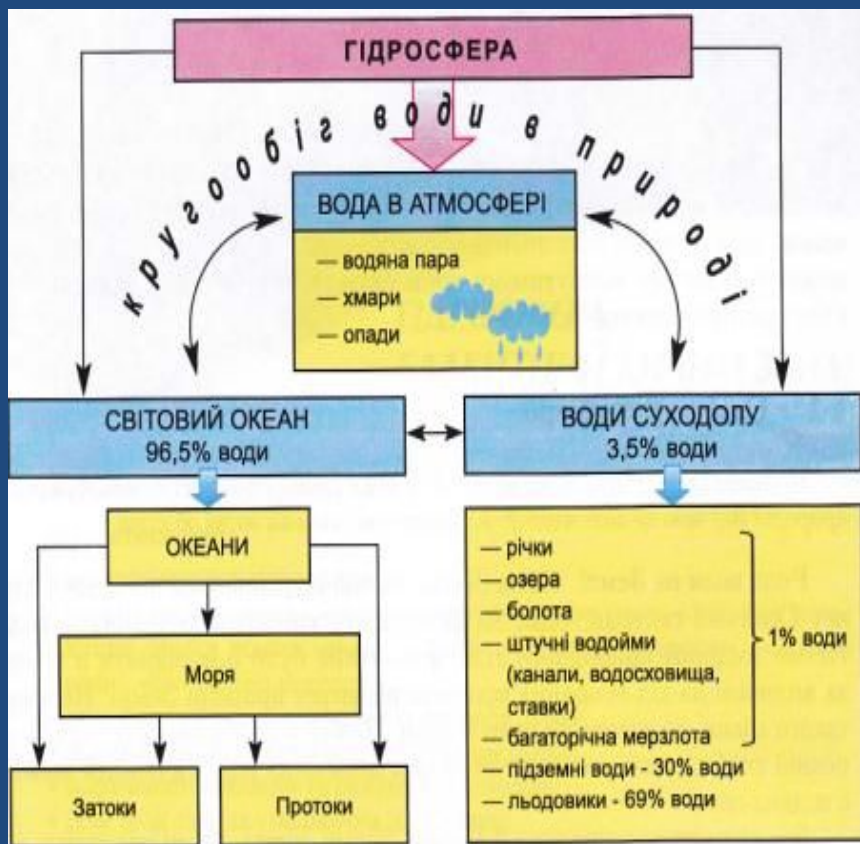 ГІДРОСФЕРА
кругообіг води в природі
ВОДА В АТМОСФЕРІ
— водяна пара
— хмари
— опади
СВІТОВИЙ ОКЕАН
96,5% води
ВОДИ СУХОДОЛУ
3,5% води
ОКЕАНИ
Моря
Затоки
Протоки
— річки
— озера
— болота
— штучні водойми
(канали, водосховища,
ставки)
— багаторічна мерзлота
1% води
— підземні води - 30% води
— льодовики - 69% води